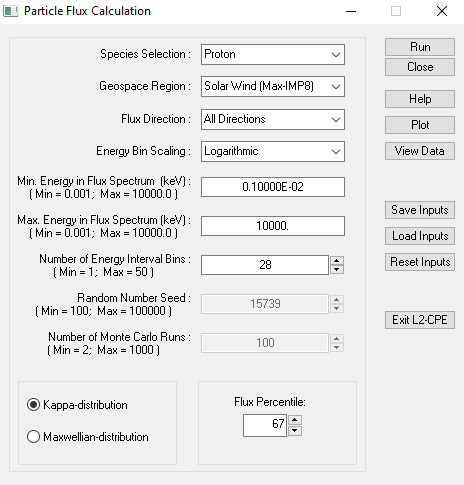 Particle Flux Calculation
Species Selection : Proton
Run
Close
Geospace Region : Solar Wind (Max-IMP8)
Help
Flux Direction : All Directions
Plot
Energy Bin Scaling : Logarithmic
View Data
Min. Energy in Flux Spectrum (keV) :
( Min = 0.001; Max = 10000.0 )
0.10000E-02
Save Inputs
Max. Energy in Flux Spectrum (keV) :
( Min = 0.001; Max = 10000.0 )
10000.
Load Inputs
Number of Energy Interval Bins :
( Min = 1; Max = 50 )
28
Reset Inputs
Random Number Seed :
( Min = 100; Max = 100000 )
15739
Exit L2-CPE
Number of Monte Carlo Runs :
( Min = 2; Max = 1000 )
100
Kappa-distribution
Maxwellian-distribution
Flux Percentile:
67